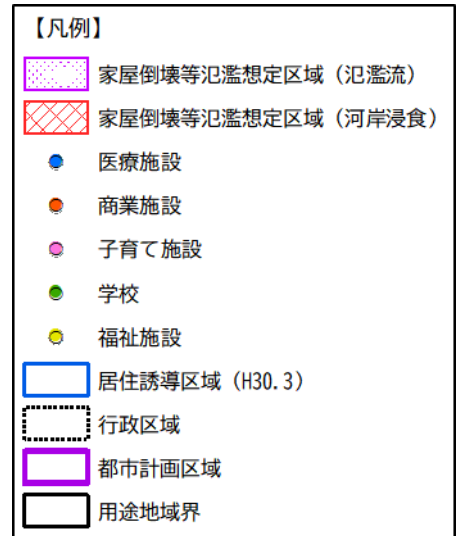 【凡例】
家屋倒壊等氾濫想定区域（氾濫流）
家屋倒壊等氾濫想定区域（河岸浸食）
医療施設
商業施設
子育て施設
学校
福祉施設
居住誘導区域（H30.3）
行政区域
都市計画区域
用途地域界